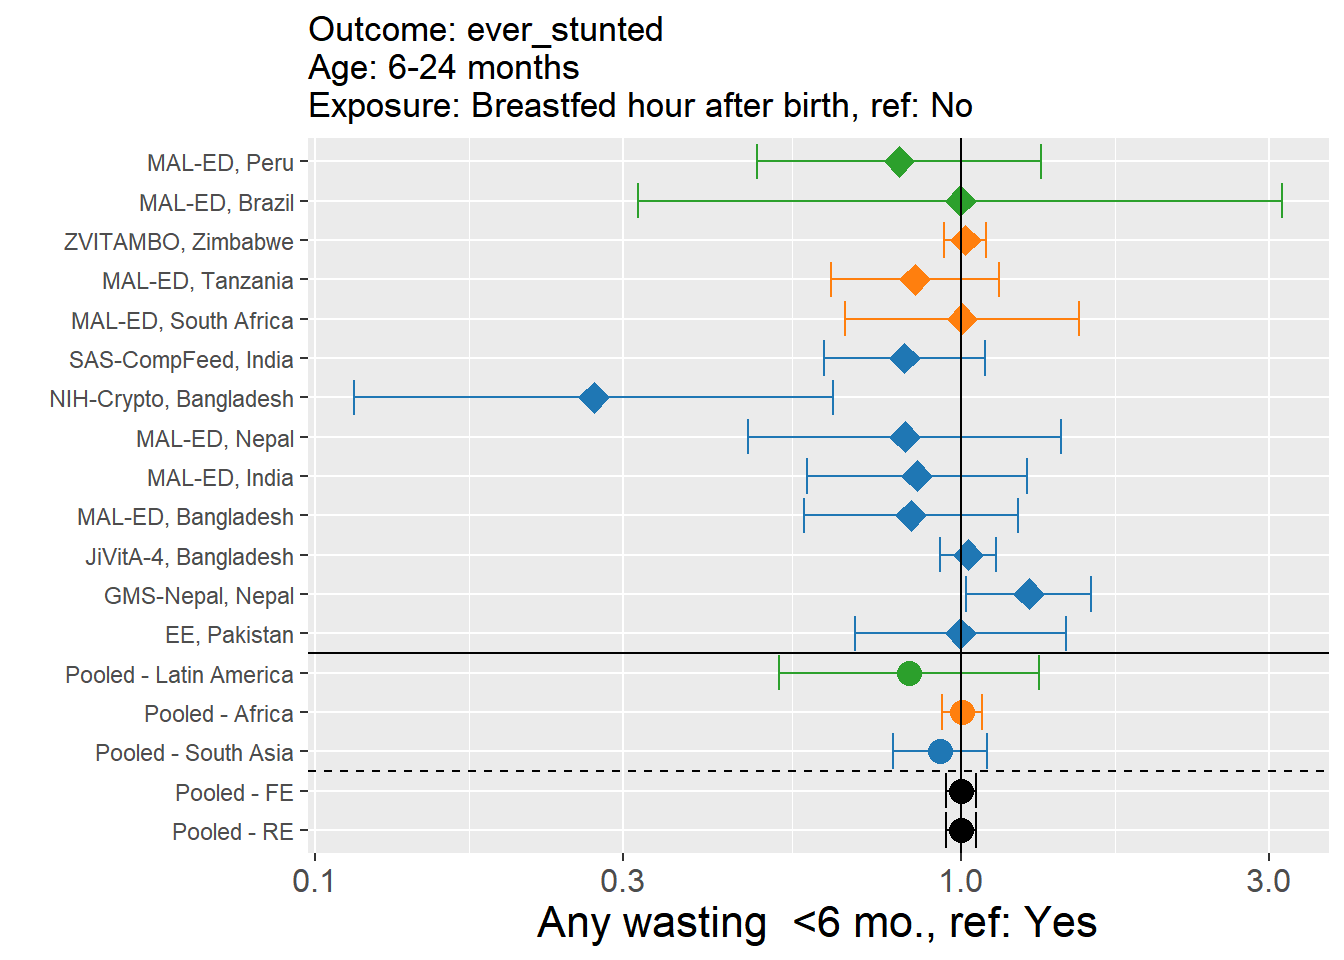 Outcome: ever_stunted
Age: 6-24 months
Exposure: Breastfed hour after birth, ref: No
MAL-ED, Peru
MAL-ED, Brazil
ZVITAMBO, Zimbabwe
MAL-ED, Tanzania
MAL-ED, South Africa
SAS-CompFeed, India
NIH-Crypto, Bangladesh
MAL-ED, Nepal
MAL-ED, India
MAL-ED, Bangladesh
JiVitA-4, Bangladesh
GMS-Nepal, Nepal
EE, Pakistan
Pooled - Latin America
Pooled - Africa
Pooled - South Asia
Pooled - FE
Pooled - RE
0.1 0.3 1.0 3.0
Any wasting  <6 mo., ref: Yes